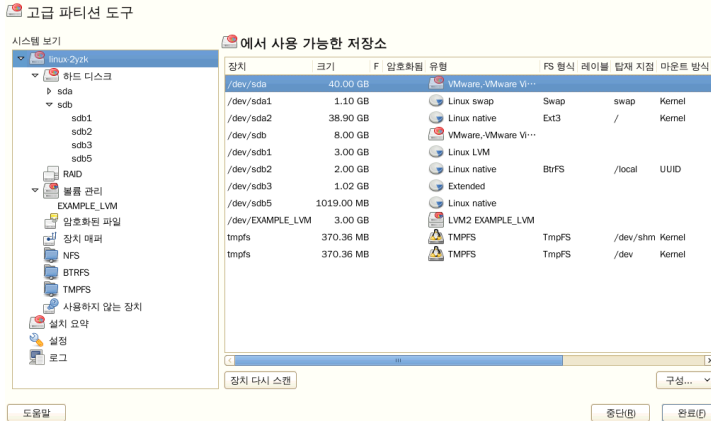 고급 파티션 도구
시스템 보기
linux-2yzk
하드 디스크
sda
sdb
sdb1
sdb2
sdb3
sdb5
RAID
볼륨 관리
EXAMPLE_LVM
암호화된 파일
장치 매퍼
NFS
BTRFS
TMPFS
사용하지 않는 장치
설치 요약
설정
로그
에서 사용 가능한 저장소
장치 크기 F 암호화됨 유형 FS 형식 레이블 탑재 지점 마운트 방식
/dev/sda 40.00 GB VMware,-VMware Vi⋯
/dev/sda1 1.10 GB Linux swap Swap swap Kernel
/dev/sda2 38.90 GB Linux native Ext3 / Kernel
/dev/sdb 8.00 GB VMware,-VMware Vi⋯
/dev/sdb1 3.00 GB Linux LVM
/dev/sdb2 2.00 GB Linux native BtrFS /local UUID
/dev/sdb3 1.02 GB Extended
/dev/sdb5 1019.00 MB Linux native
/dev/EXAMPLE_LVM 3.00 GB LVM2 EXAMPLE_LVM
tmpfs 370.36 MB TMPFS TmpFS /dev/shm Kernel
tmpfs 370.36 MB TMPFS TmpFS /dev Kernel
장치 다시 스캔 구성...
도움말 중단(R) 완료(F)